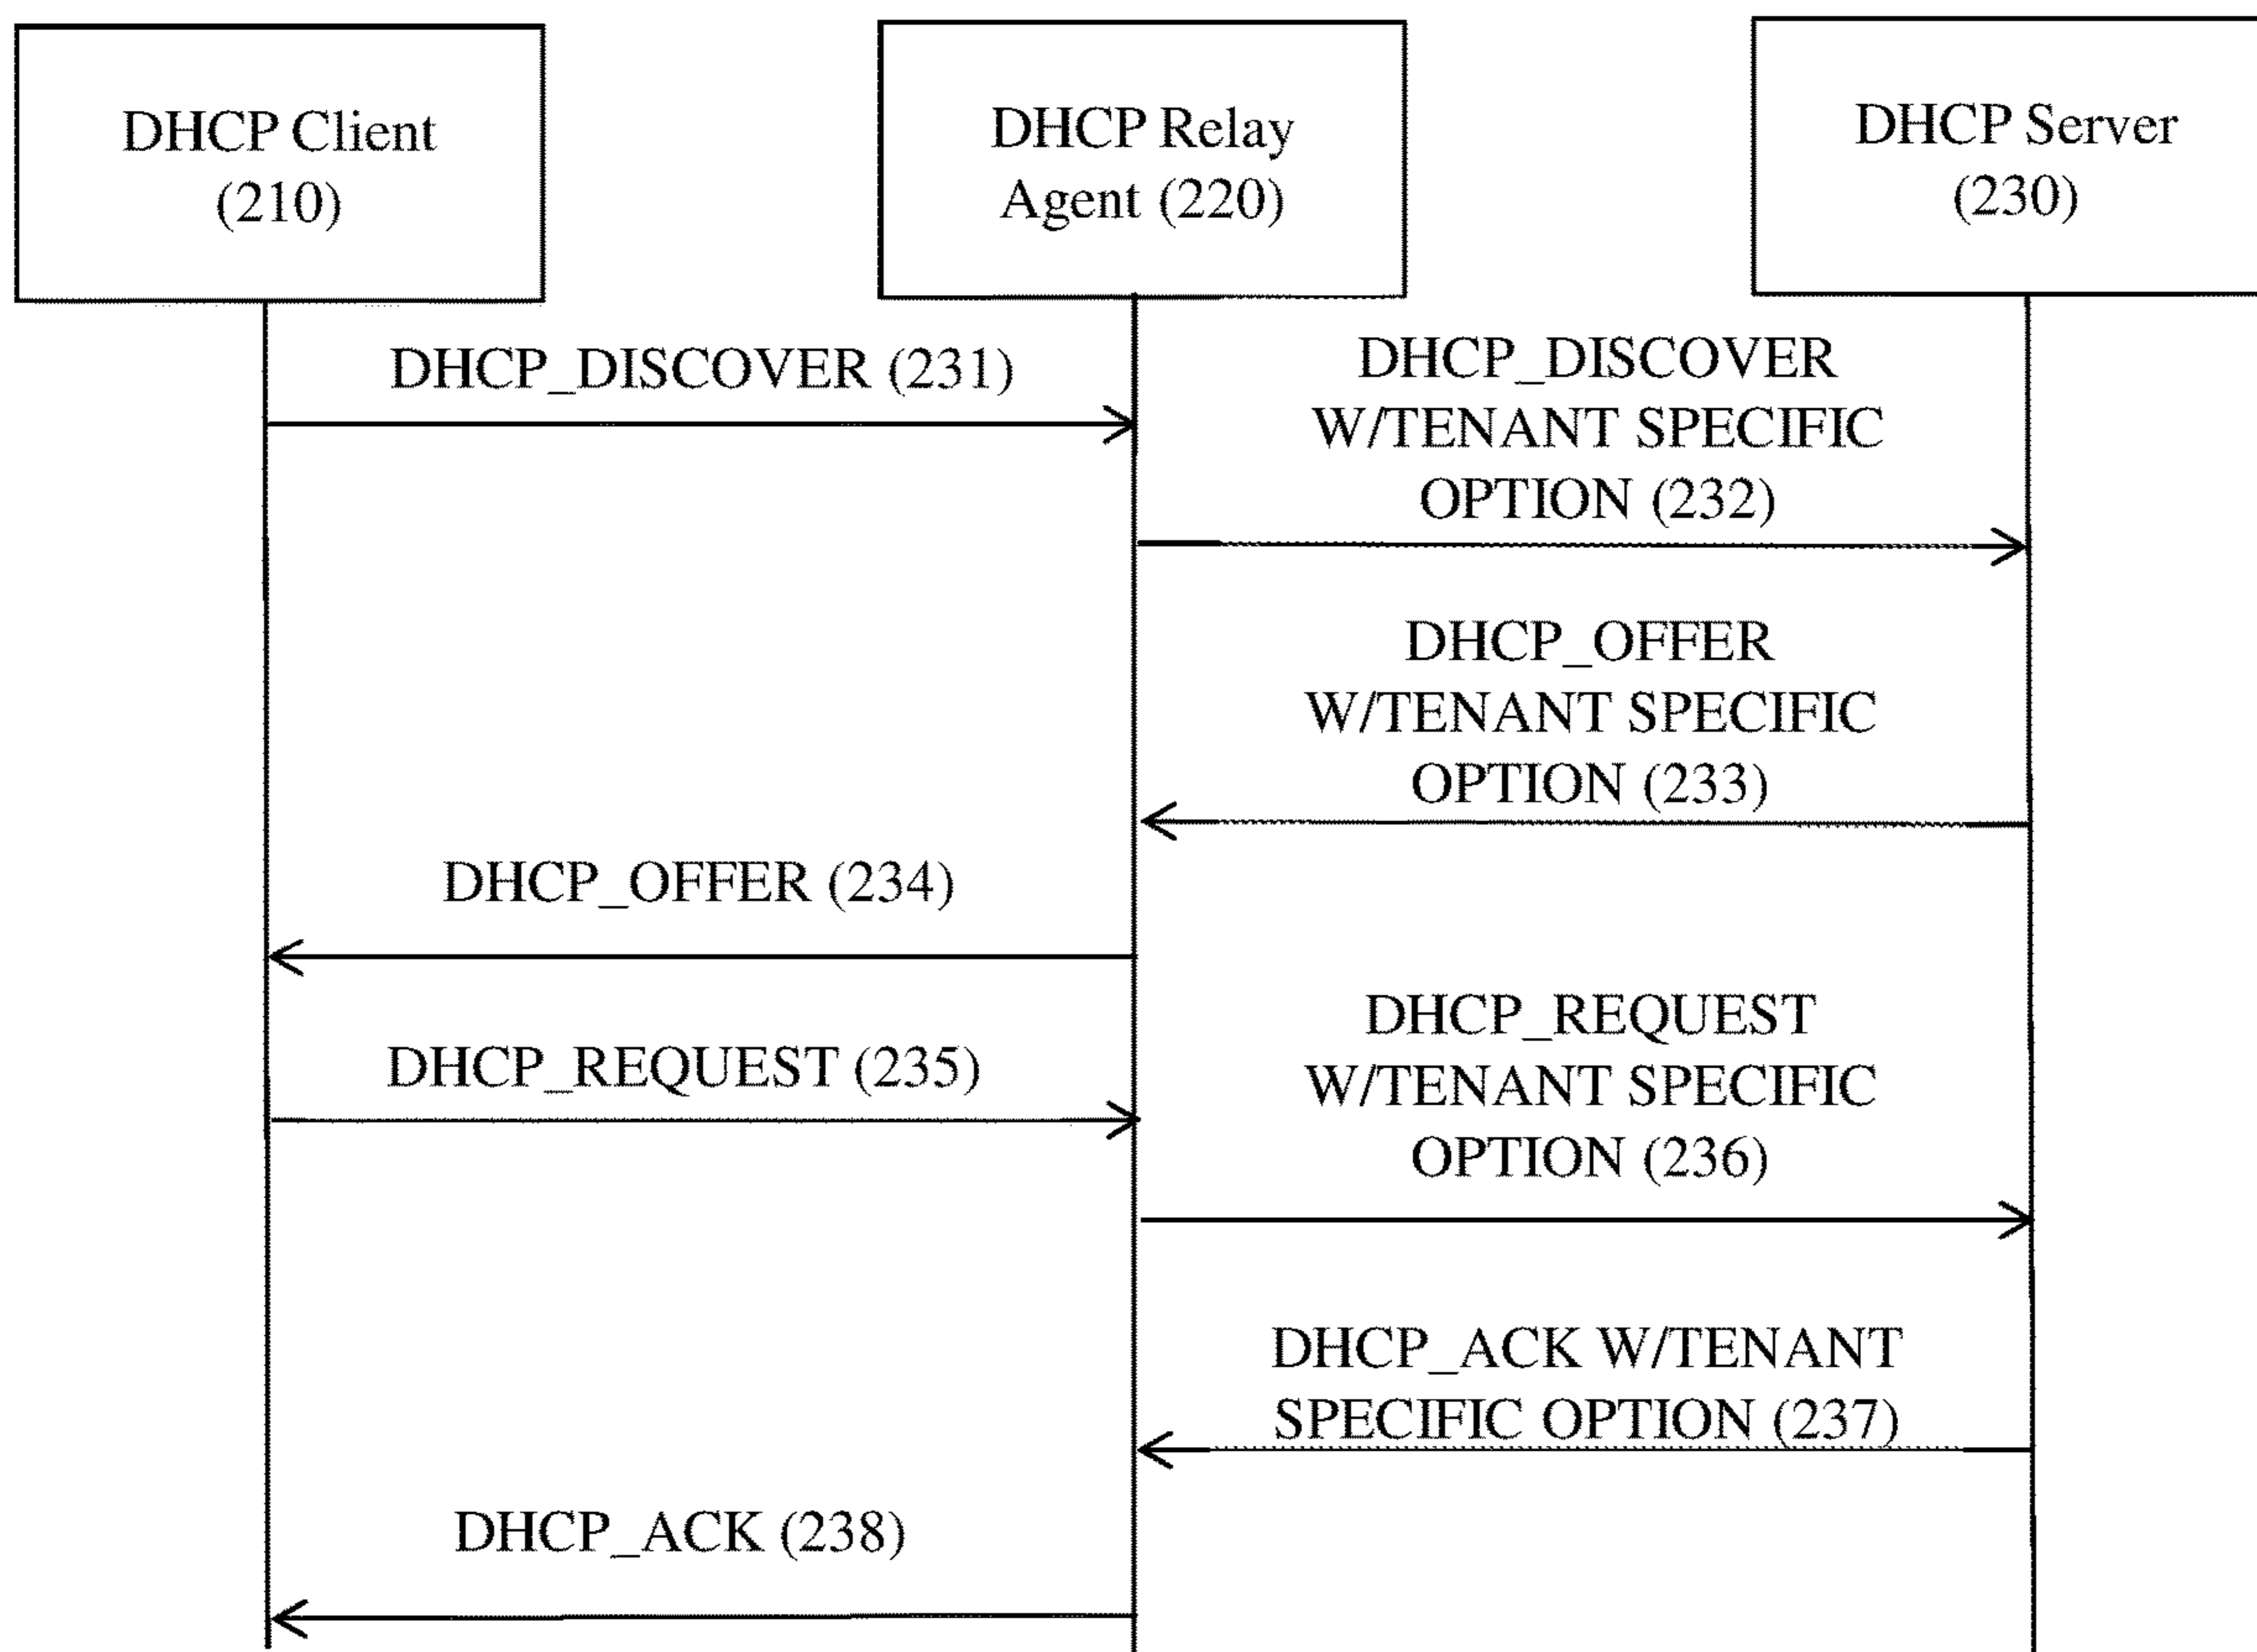 DHCP Client
(210)
DHCP Relay
Agent (220)
DHCP Server
(230)
DHCP_DISCOVER (231)
DHCP_DISCOVER
W/TENANT SPECIFIC
OPTION (232)
DHCP_OFFER
W/TENANT SPECIFIC
OPTION (233)
DHCP_OFFER (234)
DHCP_REQUEST (235)
DHCP_REQUEST
W/TENANT SPECIFIC
OPTION (236)
DHCP_ACK W/TENANT
SPECIFIC OPTION (237)
DHCP_ACK (238)